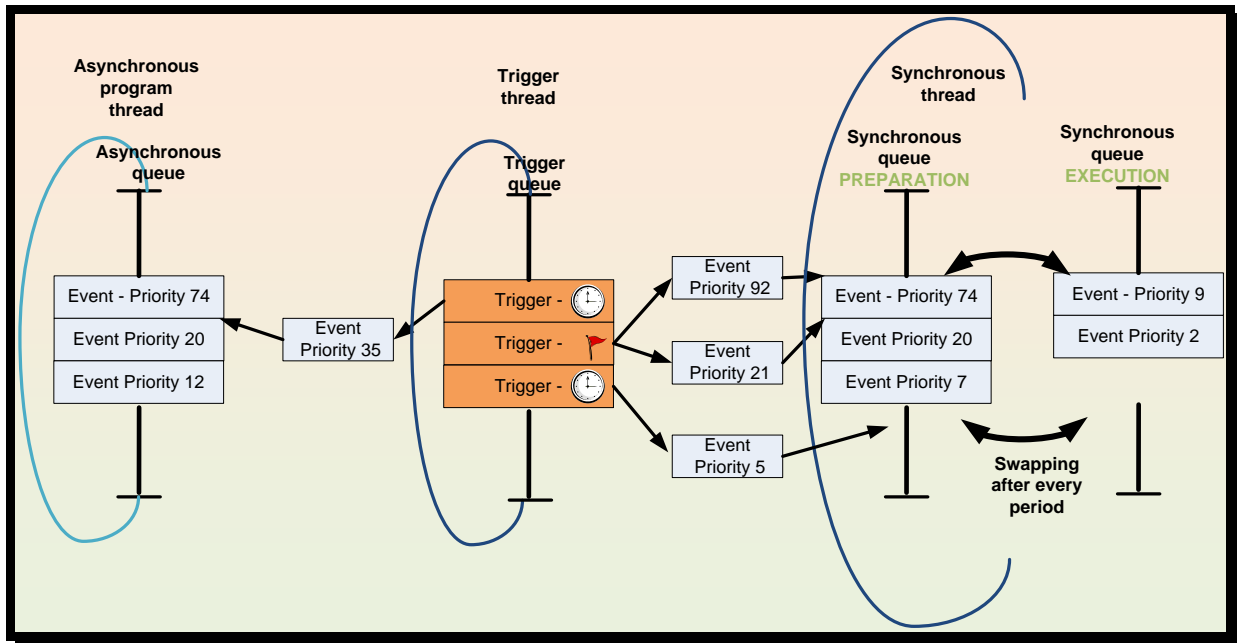 Asynchronous
program
thread
Trigger
thread
Synchronous
thread
Asynchronous
queue
Trigger
queue
Synchronous
queue
PREPARATION
Synchronous
queue
EXECUTION
Event - Priority 74
Event Priority 20
Event Priority 12
Event
Priority 35
Trigger -
Trigger -
Trigger -
Event
Priority 92
Event
Priority 21
Event
Priority 5
Event - Priority 74
Event Priority 20
Event Priority 7
Event - Priority 9
Event Priority 2
Swapping
after every
period